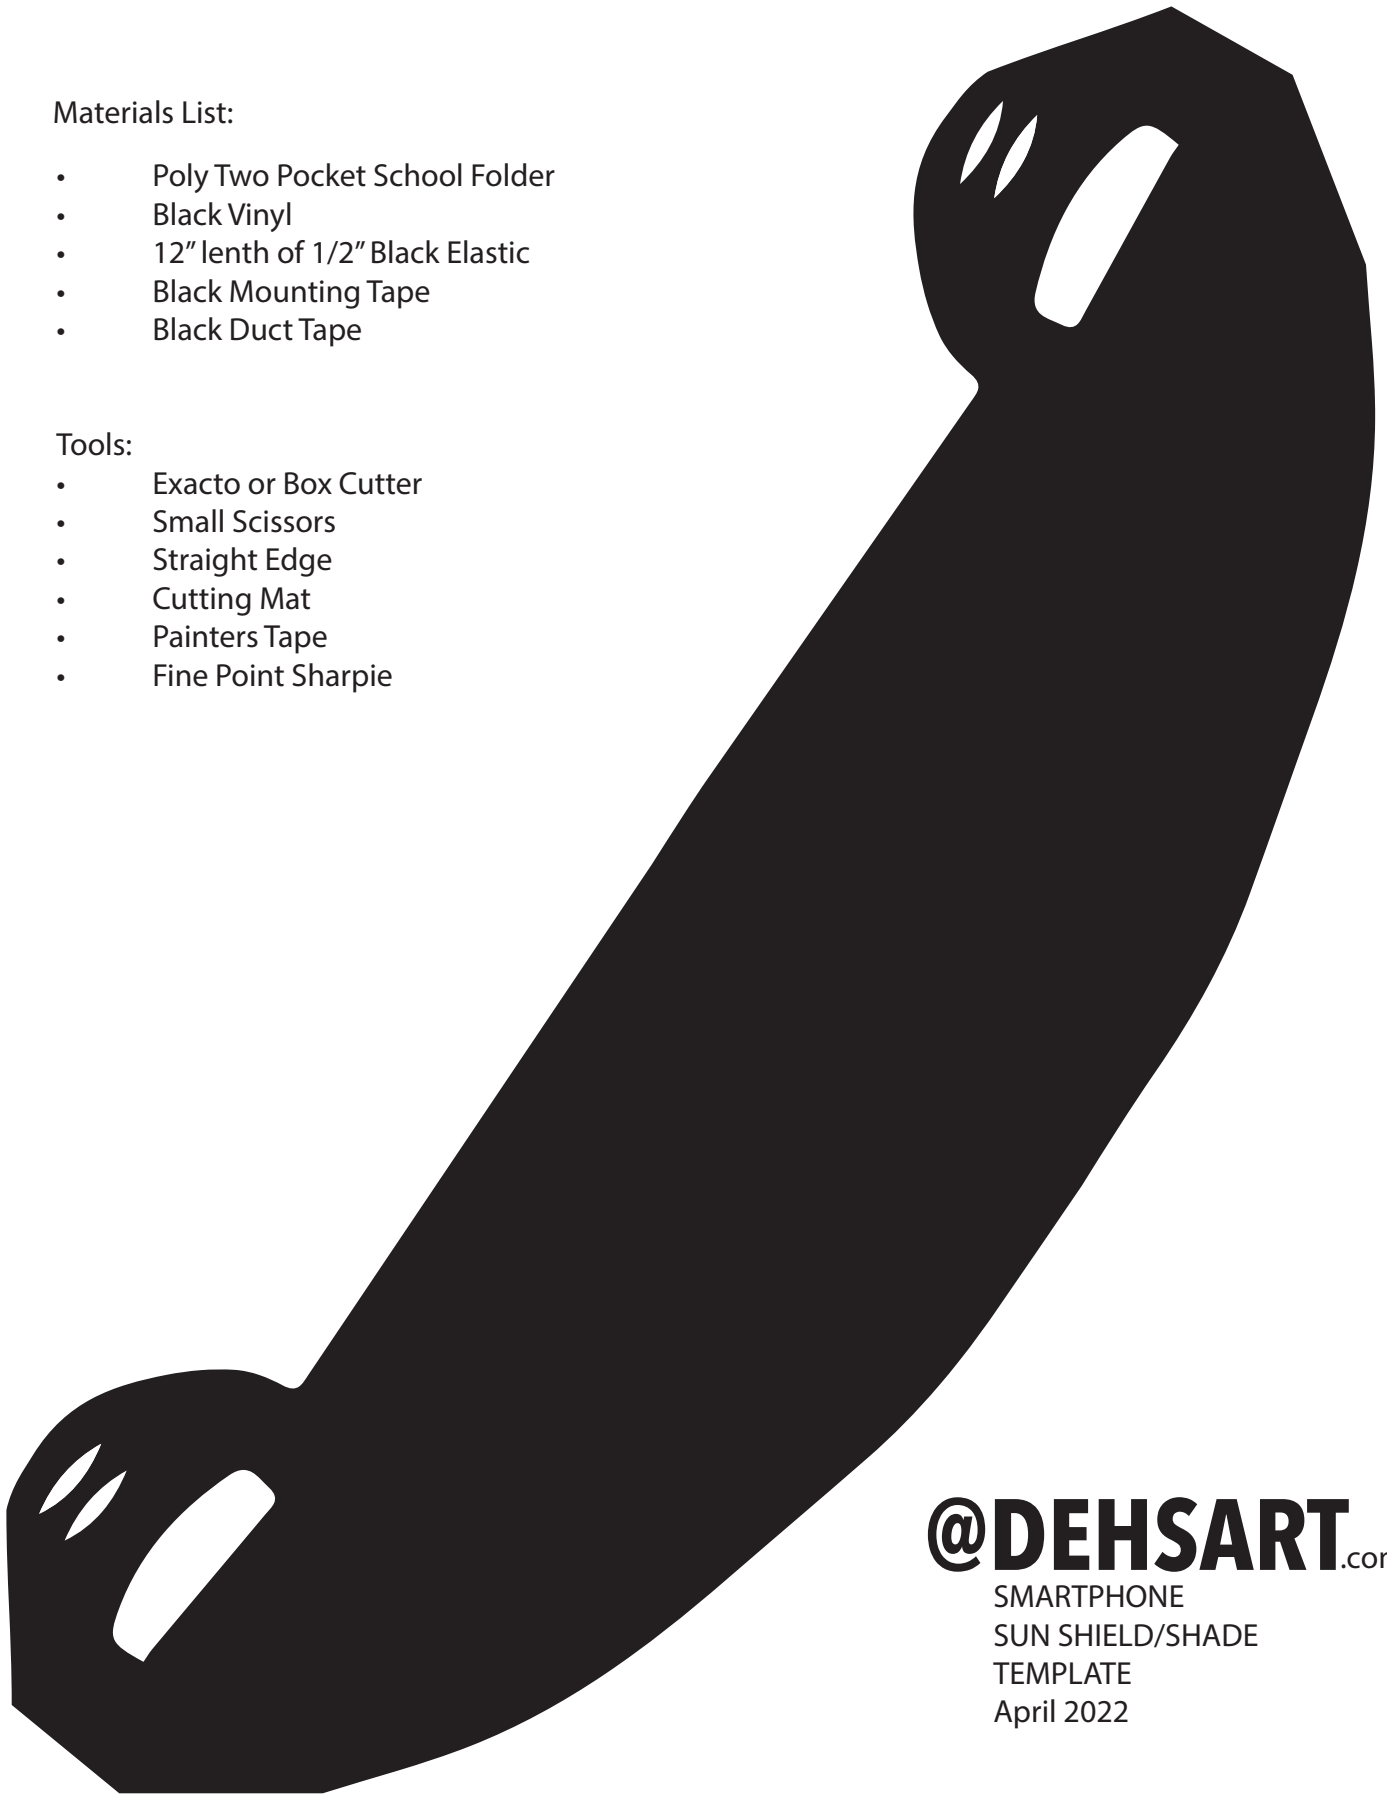 Materials List:
• Poly Two Pocket School Folder
• Black Vinyl
• 12” lenth of 1/2” Black Elastic
• Black Mounting Tape
• Black Duct Tape
Tools:
• Exacto or Box Cutter
• Small Scissors
• Straight Edge
• Cutting Mat
• Painters Tape
• Fine Point Sharpie
@DEHSART
SMARTPHONE
SUN SHIELD/SHADE
TEMPLATE
April 2022